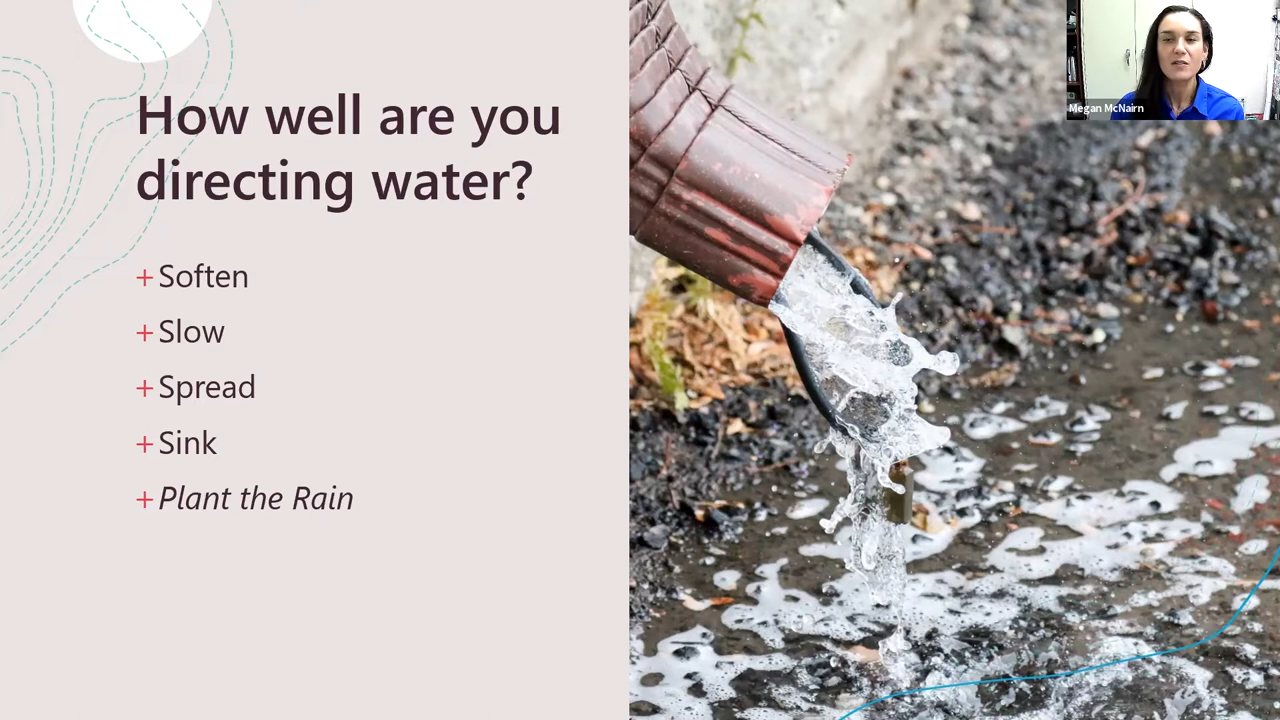 How well are you
directing water?
+ Soften
+ Slow
+ Spread
+ Sink
+ Plant the Rain
Megan McNairn